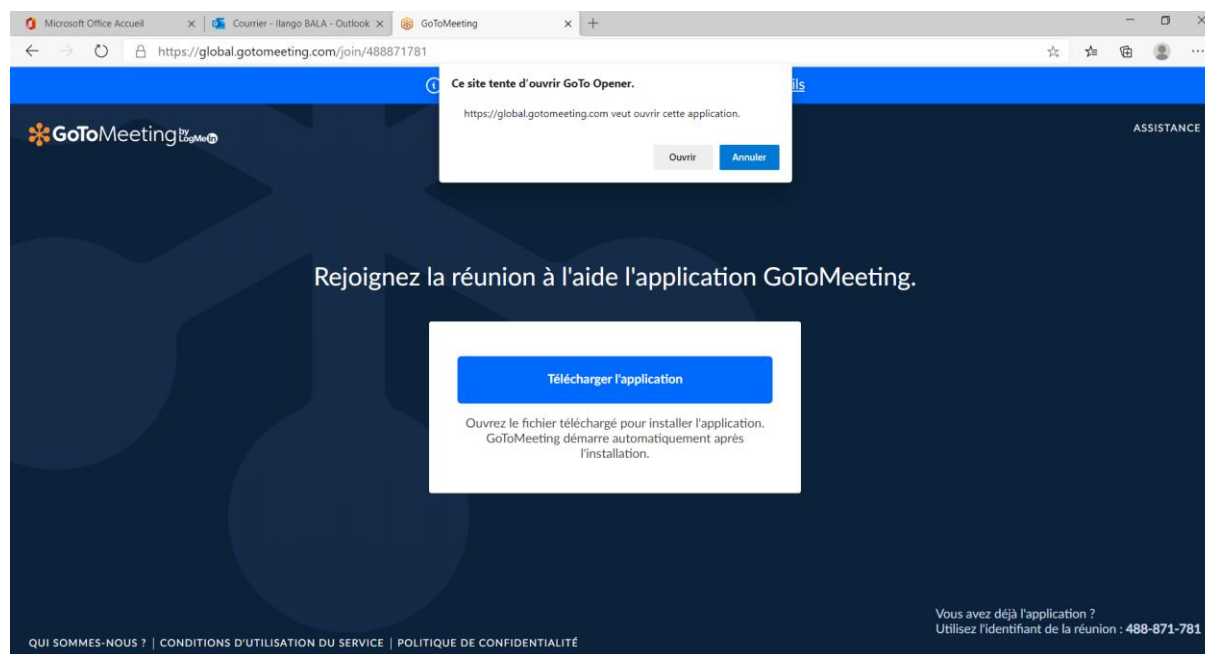 Microsoft Office Accueil
Courrier - Ilango BALA - Outlook
GoToMeeting
https://global.gotomeeting.com/join/488871781
ils
Ce site tente d'ouvrir GoTo Opener.
https://global.gotomeeting.com veut ouvrir cette application.
Ouvrir Annuler
GoToMeeting by LogMeIn
ASSISTANCE
Rejoignez la réunion à l'aide l'application GoToMeeting.
Télécharger l'application
Ouvrez le fichier téléchargé pour installer l'application.
GoToMeeting démarre automatiquement après
l'installation.
Vous avez déjà l'application ?
Utilisez l'identifiant de la réunion : 488-871-781
QUI SOMMES-NOUS ? | CONDITIONS D'UTILISATION DU SERVICE | POLITIQUE DE CONFIDENTIALITÉ